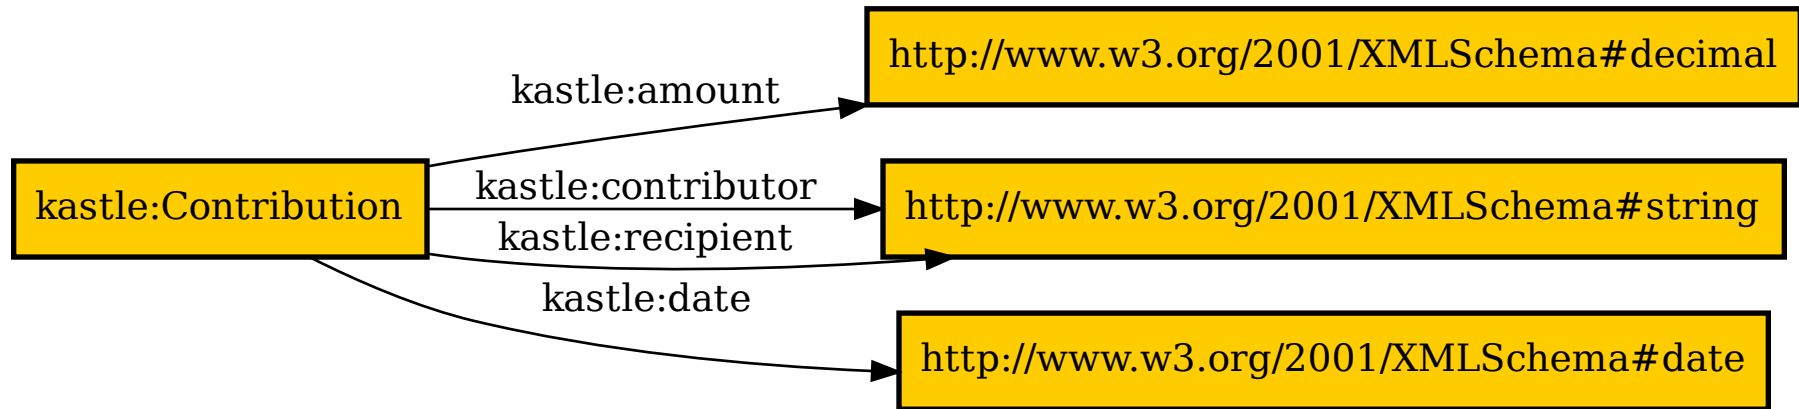 http://www.w3.org/2001/XMLSchema#decimal
kastle:amount
kastle:Contribution
kastle:contributor
http://www.w3.org/2001/XMLSchema#string
kastle:recipient
kastle:date
http://www.w3.org/2001/XMLSchema#date